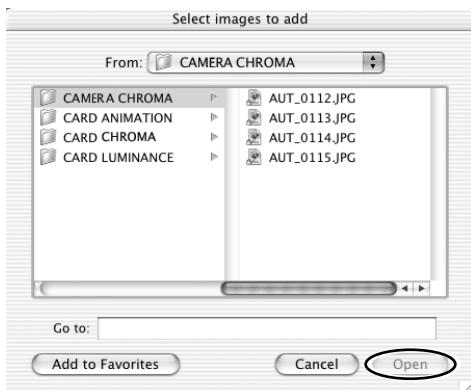 Select images to add
From: CAMERA CHROMA
CAMERA CHROMA
CARD ANIMATION
CARD CHROMA
CARD LUMINANCE
AUT_0112.JPG
AUT_0113.JPG
AUT_0114.JPG
AUT_0115.JPG
Go to:
Add to Favorites Cancel Open